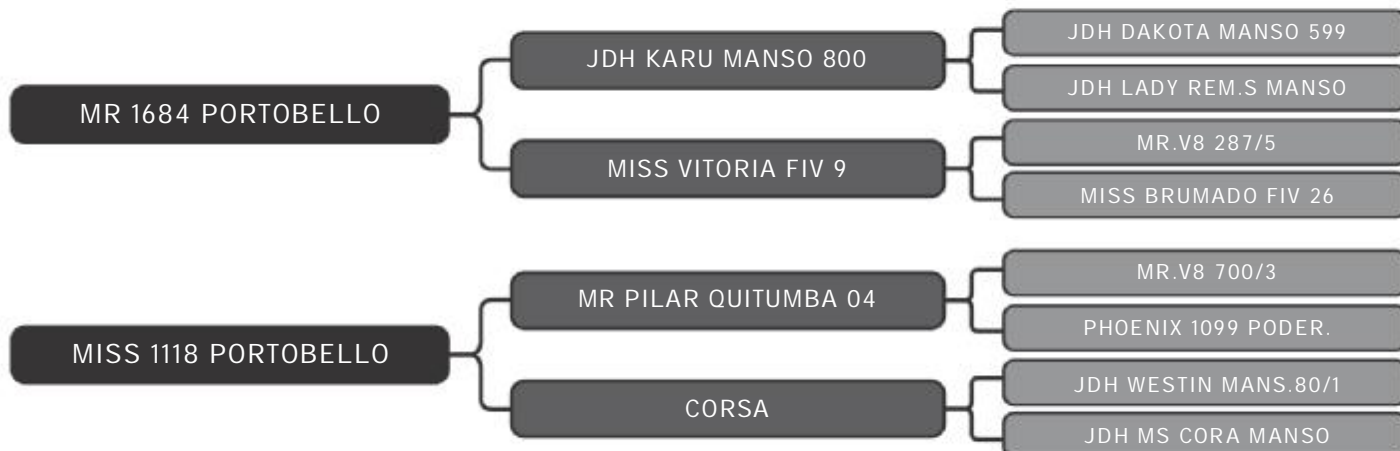 MR 1684 PORTOBELLO
JDH KARU MANSO 800
JDH DAKOTA MANSO 599
JDH LADY REM.S MANSO
MISS VITORIA FIV 9
MR.V8 287/5
MISS BRUMADO FIV 26
MISS 1118 PORTOBELLO
MR PILAR QUITUMBA 04
MR.V8 700/3
PHOENIX 1099 PODER.
CORSA
JDH WESTIN MANS.80/1
JDH MS CORA MANSO